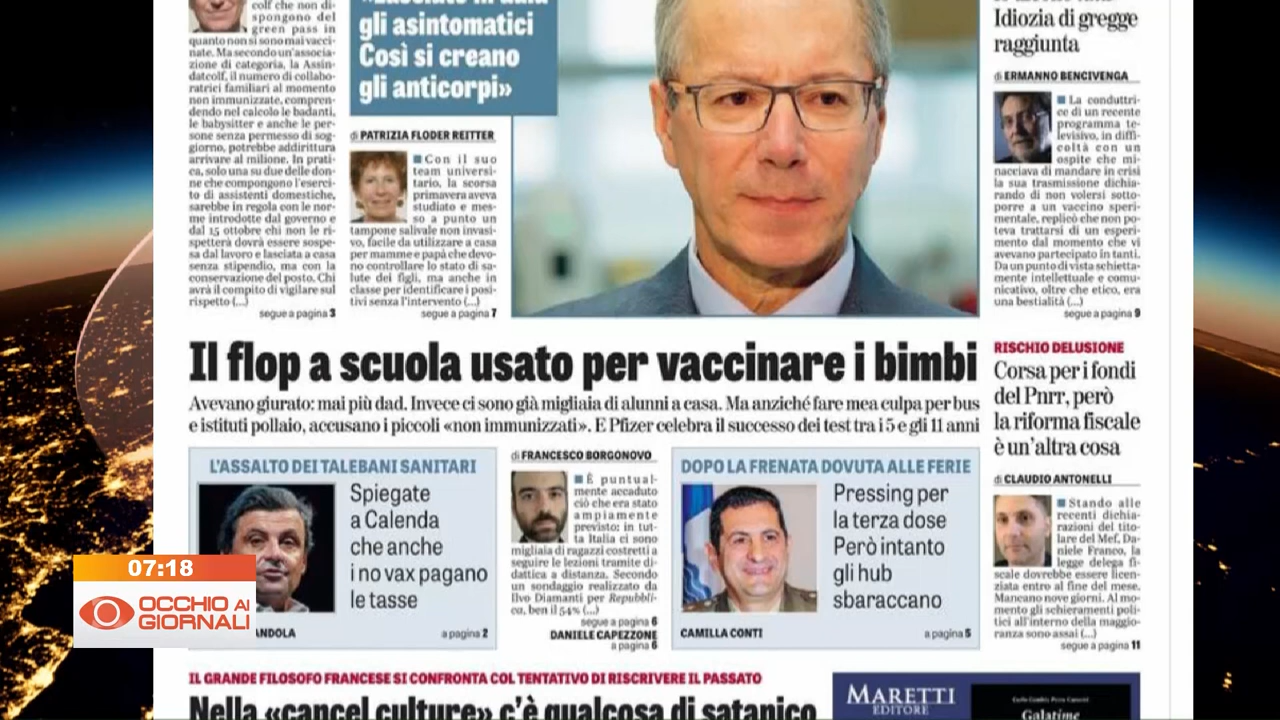 colf che non di-
spongono del
green pass in
quanto non si sono mai vacci-
nate. Ma secondo un'associa-
zione di categoria, la Assin-
datcolf, il numero di collabo-
ratrici familiari al momento
non immunizzate, compren-
dendo nel calcolo le badanti,
le babysitter e anche le per-
sone senza permesso di sog-
giorno, potrebbe addirittura
arrivare al milione. In prati-
ca, solo una su due delle don-
ne che compongono l'eserci-
to di assistenti domestiche,
sarebbe in regola con le nor-
me introdotte dal governo e
dal 15 ottobre chi non le ri-
spetterà dovrà essere sospe-
sa dal lavoro e lasciata a casa
senza stipendio, ma con la
conservazione del posto. Chi
avrà il compito di vigilare sul
rispetto (...)
segue a pagina 3
«Lasciate in aula
gli asintomatici
Così si creano
gli anticorpi»
di PATRIZIA FLODER REITTER
■ Con il suo
team universi-
tario, la scorsa
primavera aveva
studiato e mes-
so a punto un
tampone salivale non invasi-
vo, facile da utilizzare a casa
per mamme e papà che devo-
no controllare lo stato di sa-
lute dei figli, ma anche in
classe per identificare i posi-
tivi senza l'intervento (...)
segue a pagina 7
Idiozia di gregge
raggiunta
di ERMANNO BENCIVENGA
■ La conduttri-
ce di un recente
programma te-
levisivo, in diffi-
coltà con un
ospite che mi-
nacciava di mandare in crisi
la sua trasmissione dichia-
rando di non volersi sotto-
porre a un vaccino speri-
mentale, replicò che non po-
teva trattarsi di un esperi-
mento dal momento che vi
avevano partecipato in tanti.
Da un punto di vista schietta-
mente intellettuale e comu-
nicativo, oltre che etico, era
una bestialità (...)
segue a pagina 9
Il flop a scuola usato per vaccinare i bimbi
Avevano giurato: mai più dad. Invece ci sono già migliaia di alunni a casa. Ma anziché fare mea culpa per bus
e istituti pollaio, accusano i piccoli «non immunizzati». E Pfizer celebra il successo dei test tra i 5 e gli 11 anni
L'ASSALTO DEI TALEBANI SANITARI
Spiegate
a Calenda
che anche
i no vax pagano
le tasse
ANDOLA
a pagina 2
di FRANCESCO BORGONOVO
■ È puntual-
mente accaduto
ciò che era stato
ampiamente
previsto: in tut-
ta Italia ci sono
migliaia di ragazzi costretti a
seguire le lezioni tramite di-
dattica a distanza. Secondo
un sondaggio realizzato da
Ilvo Diamanti per Repubbli-
ca, ben il 54% (...)
segue a pagina 6
DANIELE CAPEZZONE
a pagina 6
DOPO LA FRENATA DOVUTA ALLE FERIE
Pressing per
la terza dose
Però intanto
gli hub
sbaraccano
CAMILLA CONTI
a pagina 5
RISCHIO DELUSIONE
Corsa per i fondi
del Pnrr, però
la riforma fiscale
è un'altra cosa
di CLAUDIO ANTONELLI
■ Stando alle
recenti dichia-
razioni del tito-
lare del Mef, Da-
niele Franco, la
legge delega fi-
scale dovrebbe essere licen-
ziata entro al fine del mese.
Mancano nove giorni. Al mo-
mento gli schieramenti poli-
tici all'interno della maggio-
ranza sono assai (...)
segue a pagina 11
IL GRANDE FILOSOFO FRANCESE SI CONFRONTA COL TENTATIVO DI RISCRIVERE IL PASSATO
Nella «cancel culture» c'è qualcosa di satanico
MARETTI
EDITORE
Golatime
07:18
OCCHIO AI
GIORNALI